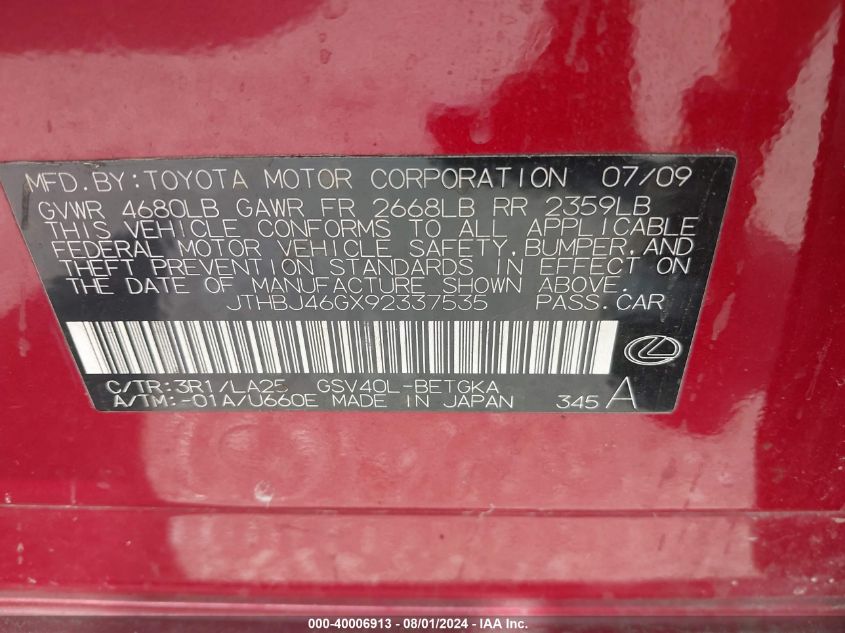 MFD.BY:TOYOTA MOTOR CORPORATION 07/09
GVWR 4680LB GAWR FR 2668LB RR 2359LB
THIS VEHICLE CONFORMS TO ALL APPLICABLE
FEDERAL MOTOR VEHICLE SAFETY, BUMPER, AND
THEFT PREVENTION STANDARDS IN EFFECT ON
THE DATE OF MANUFACTURE SHOWN ABOVE.
JTHBJ46GX92337535 PASS.CAR
C/TR:3R1/LA25 GSV40L-BETGKA
A/TM:-01A/U660E MADE IN JAPAN 345 A
000-40006913 - 08/01/2024 - IAA Inc.